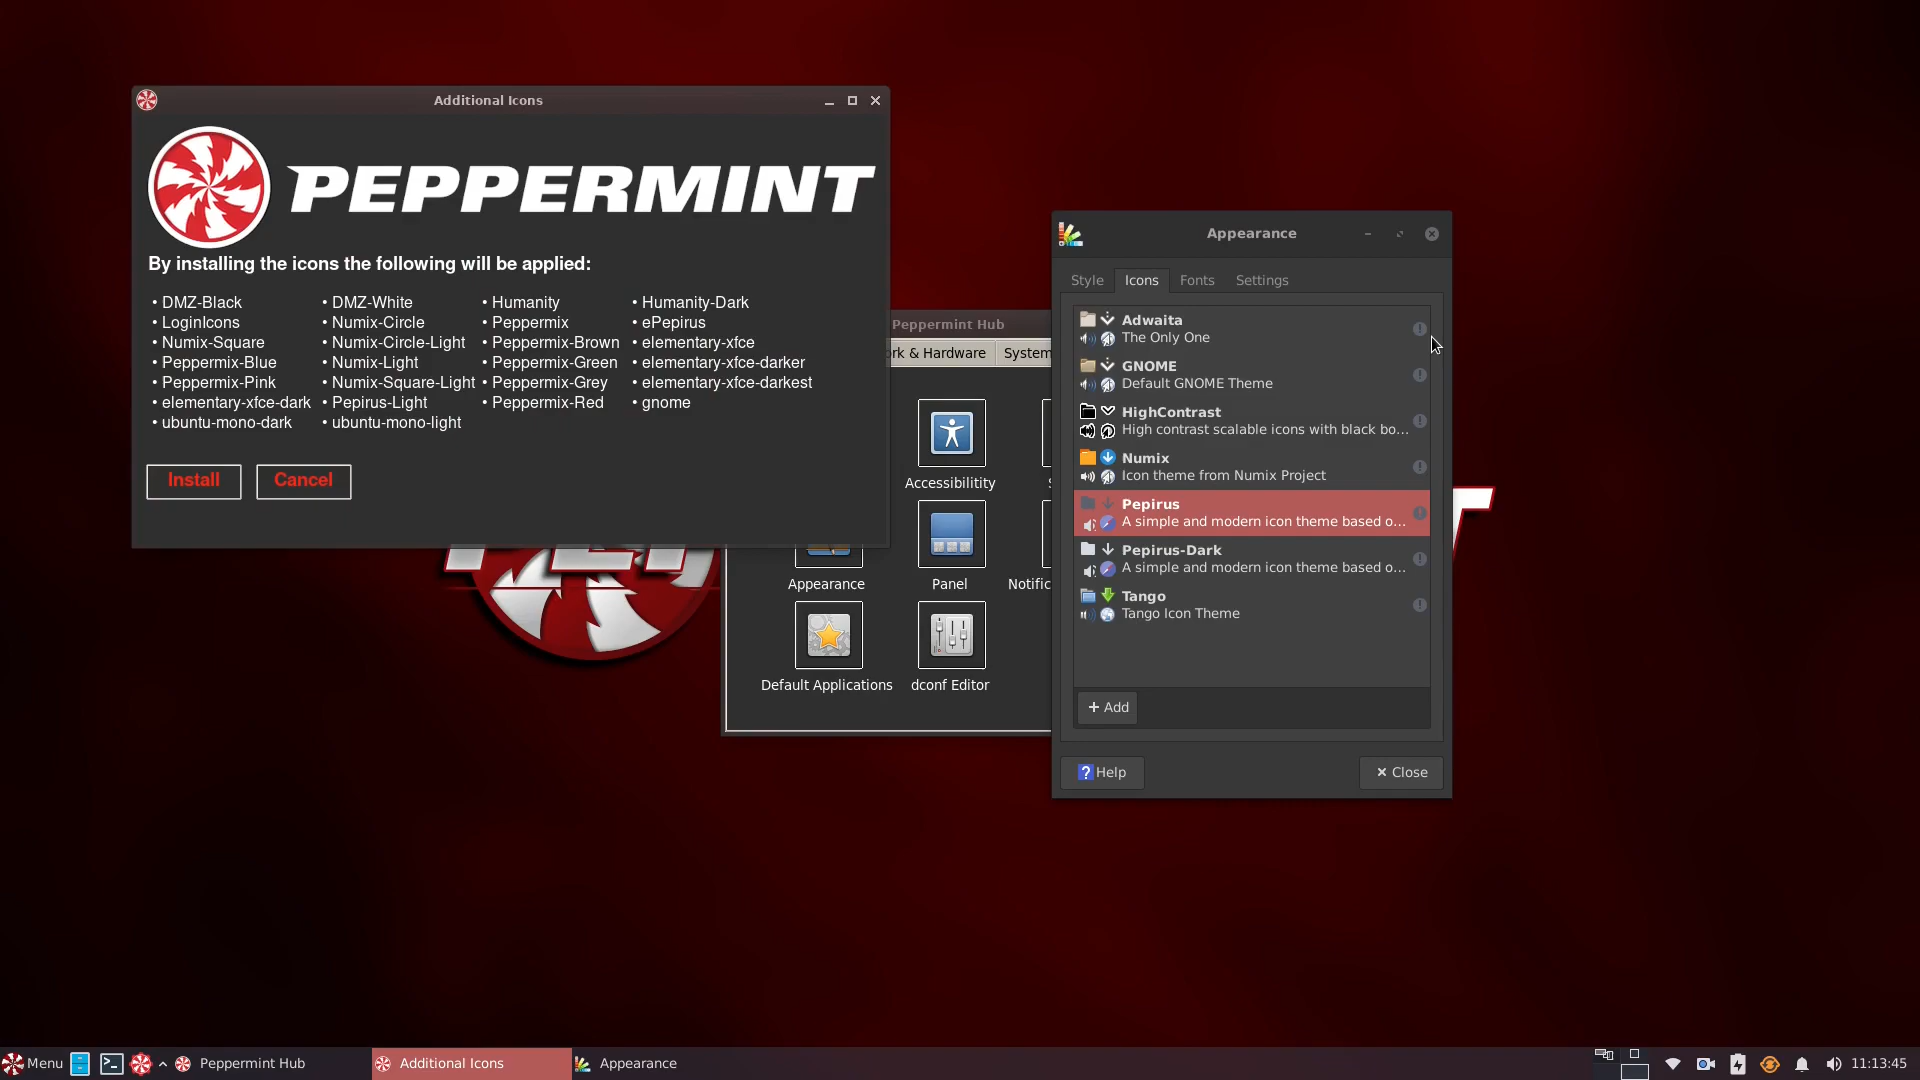 Additional Icons
PEPPERMINT
By installing the icons the following will be applied:
• DMZ-Black • DMZ-White • Humanity • Humanity-Dark
• LoginIcons • Numix-Circle • Peppermix • ePepirus
• Numix-Square • Numix-Circle-Light • Peppermix-Brown • elementary-xfce
• Peppermix-Blue • Numix-Light • Peppermix-Green • elementary-xfce-darker
• Peppermix-Pink • Numix-Square-Light • Peppermix-Grey • elementary-xfce-darkest
• elementary-xfce-dark • Pepirus-Light • Peppermix-Red • gnome
• ubuntu-mono-dark • ubuntu-mono-light
Install Cancel
Peppermint Hub
rk & Hardware System
Accessibilitity
Appearance Panel Notific
Default Applications dconf Editor
Appearance
Style Icons Fonts Settings
Adwaita
The Only One
GNOME
Default GNOME Theme
HighContrast
High contrast scalable icons with black bo...
Numix
Icon theme from Numix Project
Pepirus
A simple and modern icon theme based o...
Pepirus-Dark
A simple and modern icon theme based o...
Tango
Tango Icon Theme
+ Add
? Help
× Close
Menu Peppermint Hub Additional Icons Appearance 11:13:45